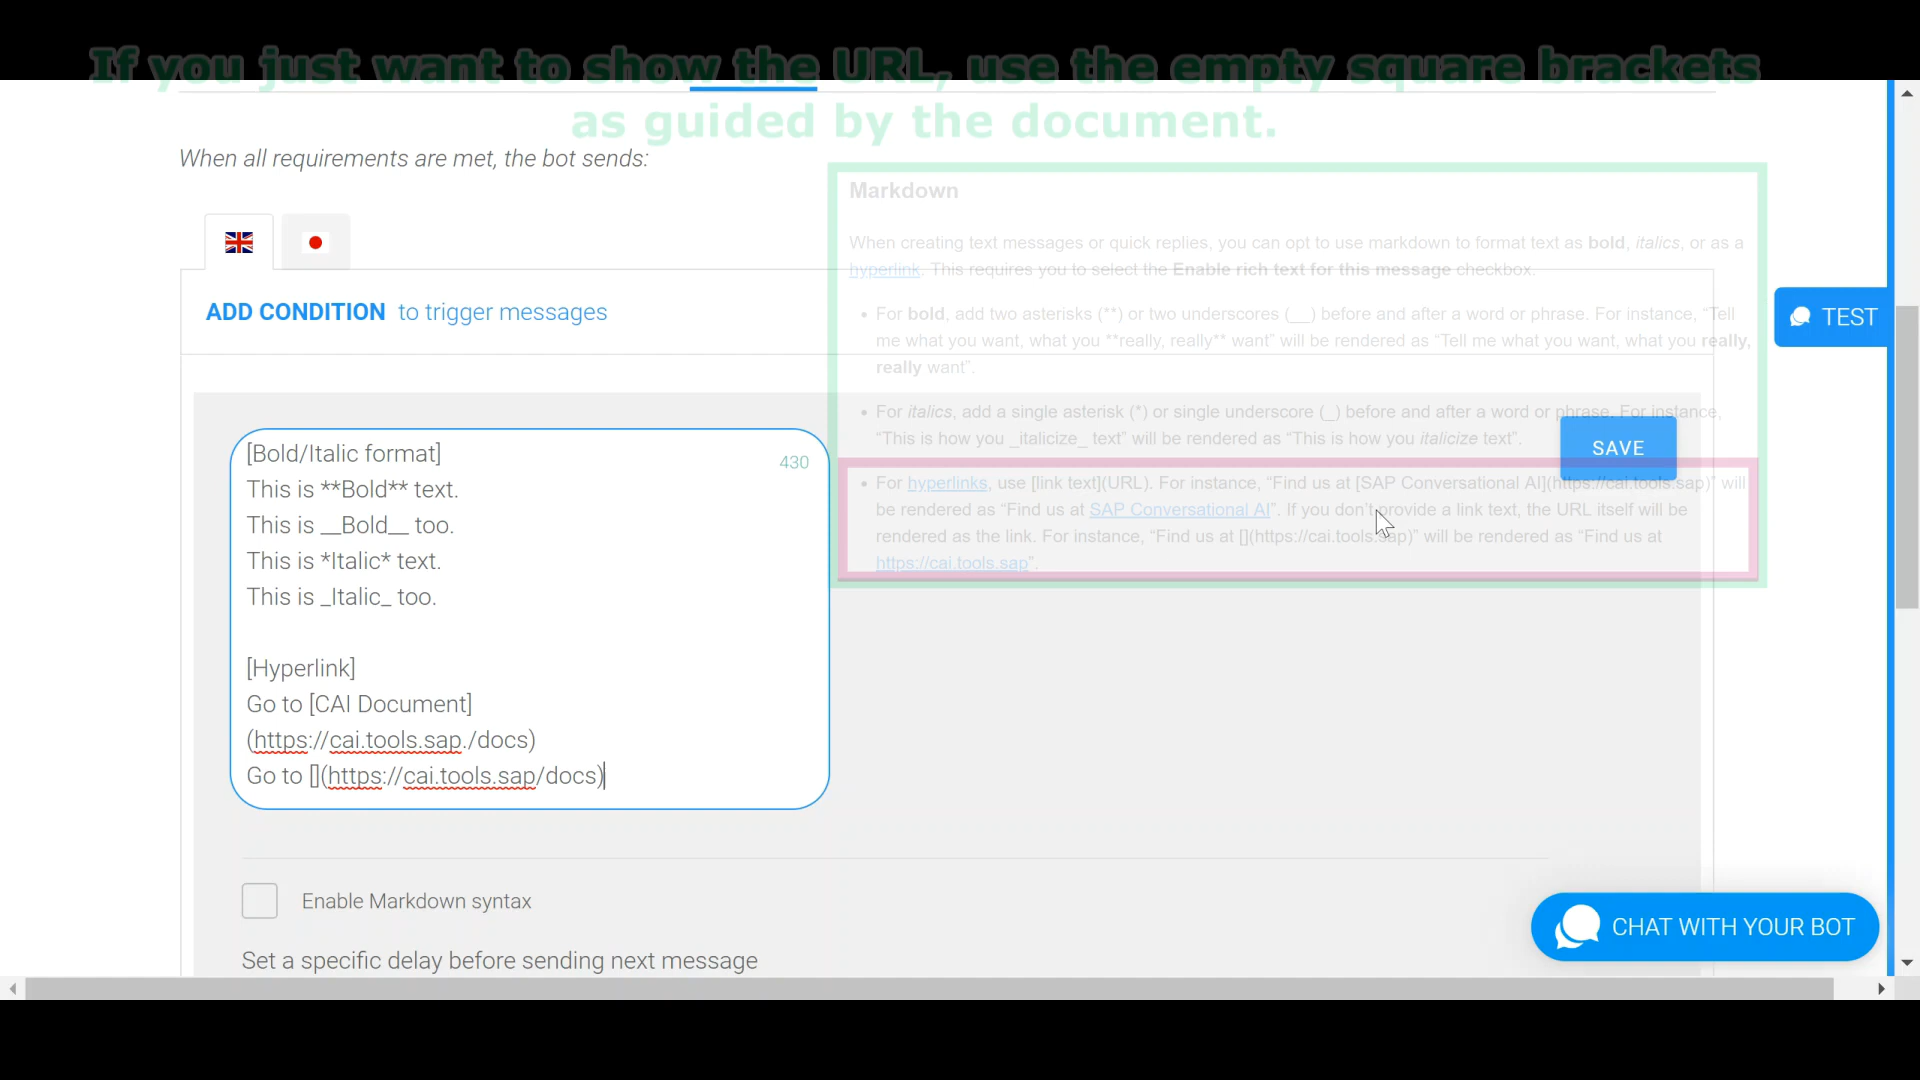 If you just want to show the URL, use the empty square brackets
as guided by the document.
When all requirements are met, the bot sends:
Markdown
When creating text messages or quick replies, you can opt to use markdown to format text as bold, italics, or as a
hyperlink. This requires you to select the Enable rich text for this message checkbox.
ADD CONDITION to trigger messages
• For bold, add two asterisks (**) or two underscores (__) before and after a word or phrase. For instance, “Tell
me what you want, what you **really, really** want” will be rendered as “Tell me what you want, what you really,
really want”.
TEST
• For italics, add a single asterisk (*) or single underscore (_) before and after a word or phrase. For instance,
“This is how you _italicize_ text” will be rendered as “This is how you italicize text”.
SAVE
• For hyperlinks, use [link text](URL). For instance, “Find us at [SAP Conversational AI](https://cai.tools.sap)” will
be rendered as “Find us at SAP Conversational AI”. If you don’t provide a link text, the URL itself will be
rendered as the link. For instance, “Find us at [](https://cai.tools.sap)” will be rendered as “Find us at
https://cai.tools.sap”.
[Bold/Italic format]
430
This is **Bold** text.
This is __Bold__ too.
This is *Italic* text.
This is _Italic_ too.
[Hyperlink]
Go to [CAI Document]
(https://cai.tools.sap./docs)
Go to [](https://cai.tools.sap/docs)
Enable Markdown syntax
CHAT WITH YOUR BOT
Set a specific delay before sending next message